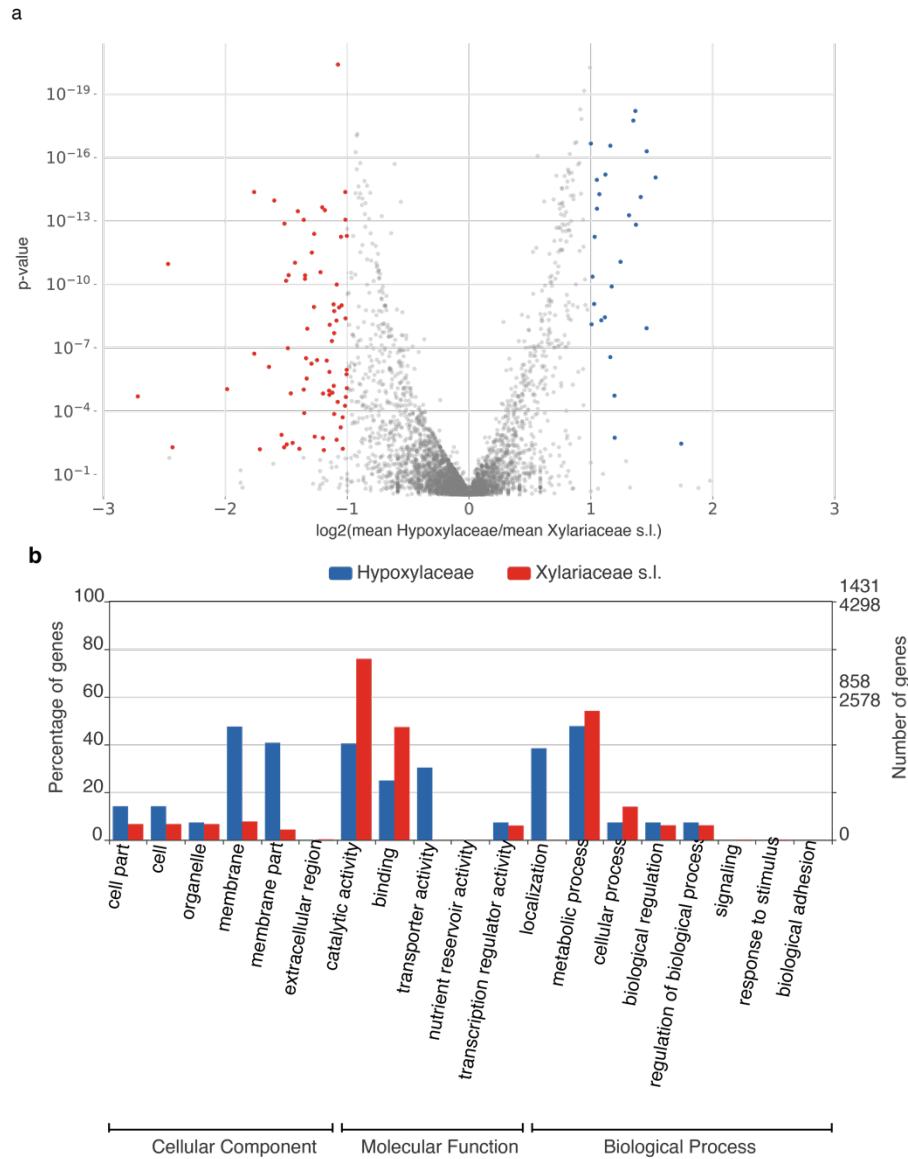 a
10⁻¹⁹
10⁻¹⁶
10⁻¹³
10⁻¹⁰
10⁻⁷
10⁻⁴
10⁻¹
p-value
−3 −2 −1 0 1 2 3
log2(mean Hypoxylaceae/mean Xylariaceae s.l.)
b
Hypoxylaceae Xylariaceae s.l.
100 1431
4298
80
60 858
2578
40
20
0 0
Percentage of genes
Number of genes
cell part
cell
organelle
membrane
membrane part
extracellular region
catalytic activity
binding
transporter activity
nutrient reservoir activity
transcription regulator activity
localization
metabolic process
cellular process
biological regulation
regulation of biological process
signaling
response to stimulus
biological adhesion
Cellular Component Molecular Function Biological Process